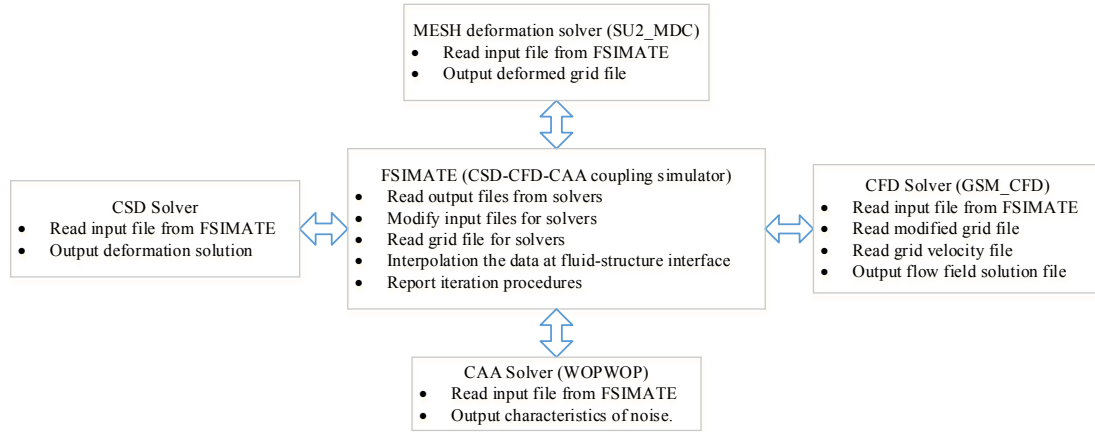 MESH deformation solver (SU2_MDC)
• Read input file from FSIMATE
• Output deformed grid file
FSIMATE (CSD-CFD-CAA coupling simulator)
• Read output files from solvers
• Modify input files for solvers
• Read grid file for solvers
• Interpolation the data at fluid-structure interface
• Report iteration procedures
CSD Solver
• Read input file from FSIMATE
• Output deformation solution
CFD Solver (GSM_CFD)
• Read input file from FSIMATE
• Read modified grid file
• Read grid velocity file
• Output flow field solution file
CAA Solver (WOPWOP)
• Read input file from FSIMATE
• Output characteristics of noise.